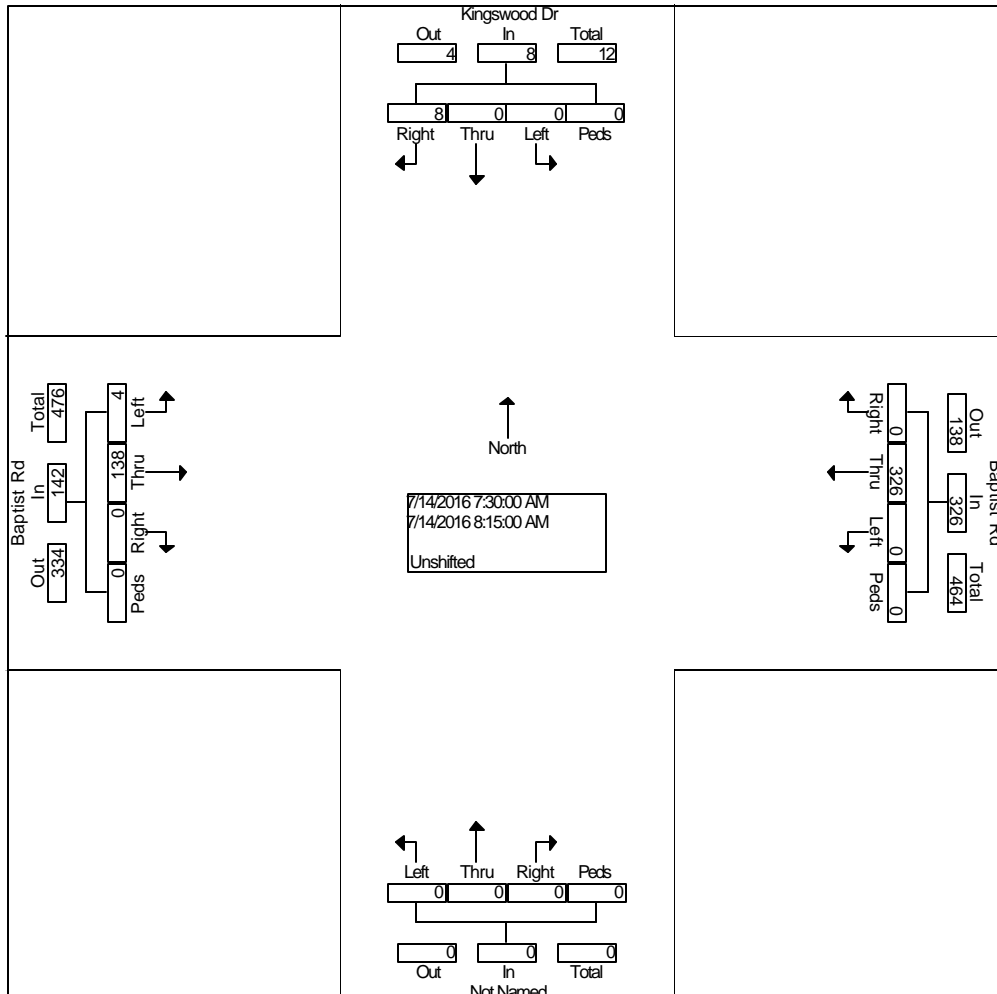 Kingswood Dr
Out In Total
4 8 12
8 0 0 0
Right Thru Left Peds
Baptist Rd
Total In Out
476 142 334
4 138 0 0
Left Thru Right Peds
North
7/14/2016 7:30:00 AM
7/14/2016 8:15:00 AM
Unshifted
Right Thru Left Peds
0 326 0 0
138 326 464
Out In Total
Baptist Rd
Left Thru Right Peds
0 0 0 0
0 0 0
Out In Total
Not Named